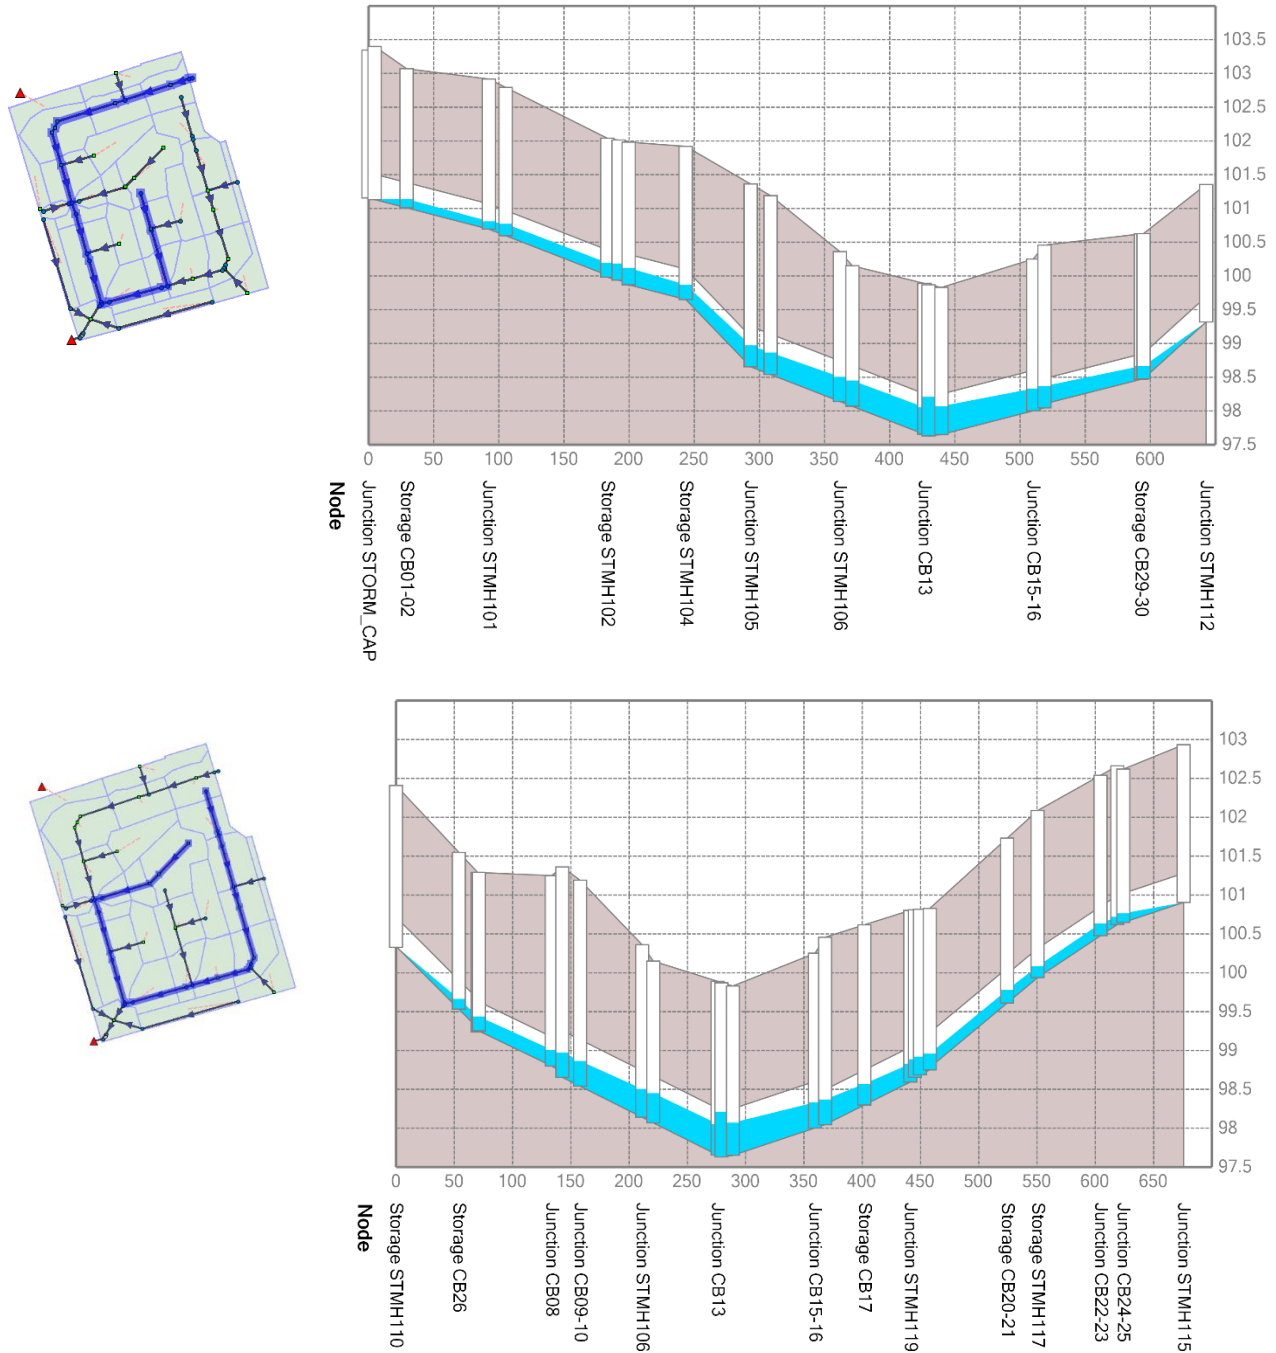 103.5
103
102.5
102
101.5
101
100.5
100
99.5
99
98.5
98
97.5
0 50 100 150 200 250 300 350 400 450 500 550 600
Node
Junction STORM_CAP
Storage CB01-02
Junction STMH101
Storage STMH102
Storage STMH104
Junction STMH105
Junction STMH106
Junction CB13
Junction CB15-16
Storage CB29-30
Junction STMH112
103
102.5
102
101.5
101
100.5
100
99.5
99
98.5
98
97.5
0 50 100 150 200 250 300 350 400 450 500 550 600 650
Node
Storage STMH110
Storage CB26
Junction CB08
Junction CB09-10
Junction STMH106
Junction CB13
Junction CB15-16
Storage CB17
Junction STMH119
Storage CB20-21
Storage STMH117
Junction CB22-23
Junction CB24-25
Junction STMH115